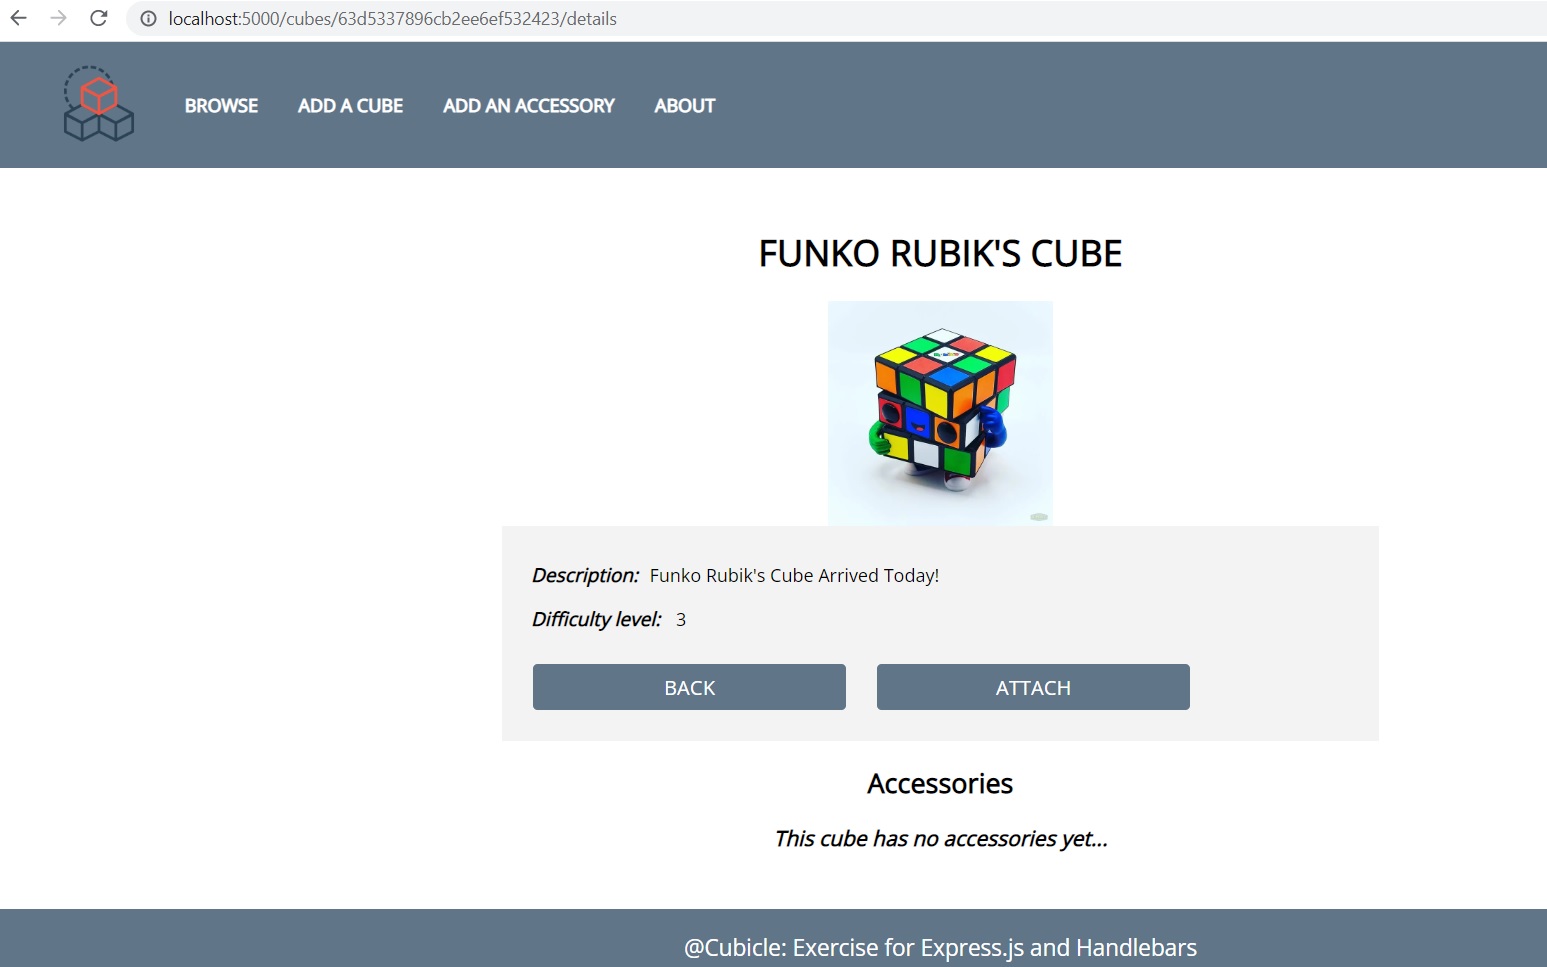 localhost:5000/cubes/63d5337896cb2ee6ef532423/details
BROWSE ADD A CUBE ADD AN ACCESSORY ABOUT
FUNKO RUBIK'S CUBE
Description: Funko Rubik's Cube Arrived Today!
Difficulty level: 3
BACK ATTACH
Accessories
This cube has no accessories yet...
@Cubicle: Exercise for Express.js and Handlebars